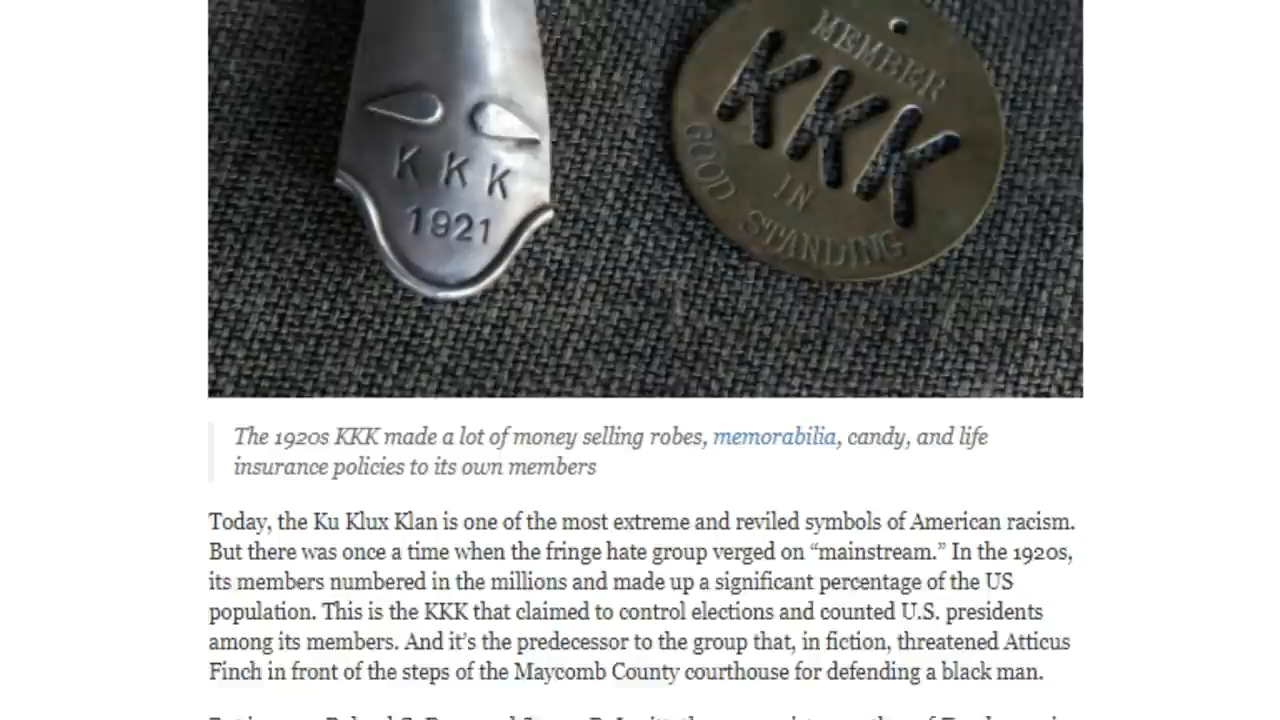 K K K
1921
MEMBER
KKK
IN
GOOD STANDING
The 1920s KKK made a lot of money selling robes, memorabilia, candy, and life
insurance policies to its own members
Today, the Ku Klux Klan is one of the most extreme and reviled symbols of American racism.
But there was once a time when the fringe hate group verged on “mainstream.” In the 1920s,
its members numbered in the millions and made up a significant percentage of the US
population. This is the KKK that claimed to control elections and counted U.S. presidents
among its members. And it’s the predecessor to the group that, in fiction, threatened Atticus
Finch in front of the steps of the Maycomb County courthouse for defending a black man.